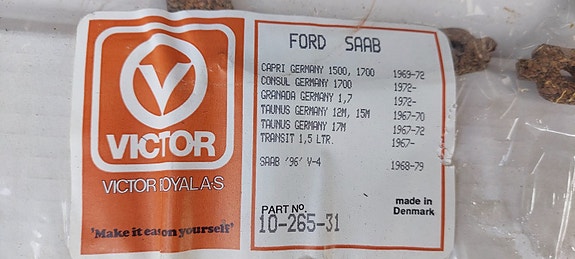 VICTOR
VICTOR ROYAL A-S
'Make it eas on yourself'
FORD SAAB
CAPRI GERMANY 1500, 1700 1969-72
CONSUL GERMANY 1700 1972-
GRANADA GERMANY 1,7 1972-
TAUNUS GERMANY 12M, 15M 1967-70
TAUNUS GERMANY 17M 1967-72
TRANSIT 1,5 LTR. 1967-
SAAB '96' V-4 1968-79
PART NO. 10-265-31
made in
Denmark